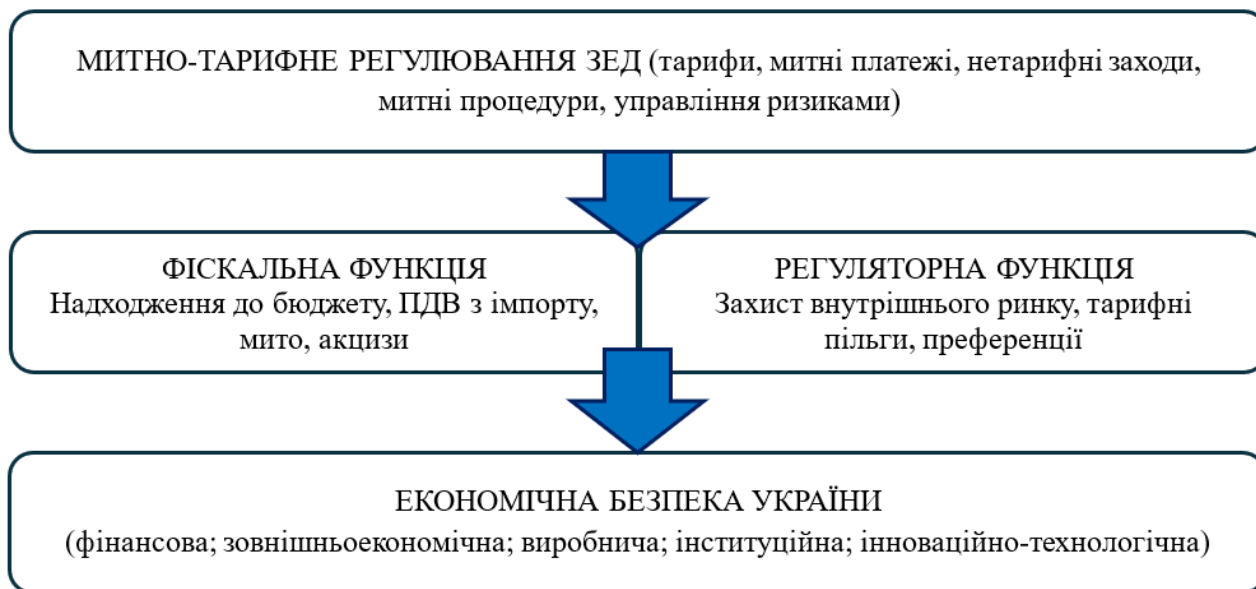 МИТНО-ТАРИФНЕ РЕГУЛЮВАННЯ ЗЕД (тарифи, митні платежі, нетарифні заходи,
митні процедури, управління ризиками)
ФІСКАЛЬНА ФУНКЦІЯ
Надходження до бюджету, ПДВ з імпорту,
мито, акцизи
РЕГУЛЯТОРНА ФУНКЦІЯ
Захист внутрішнього ринку, тарифні
пільги, преференції
ЕКОНОМІЧНА БЕЗПЕКА УКРАЇНИ
(фінансова; зовнішньоекономічна; виробнича; інституційна; інноваційно-технологічна)